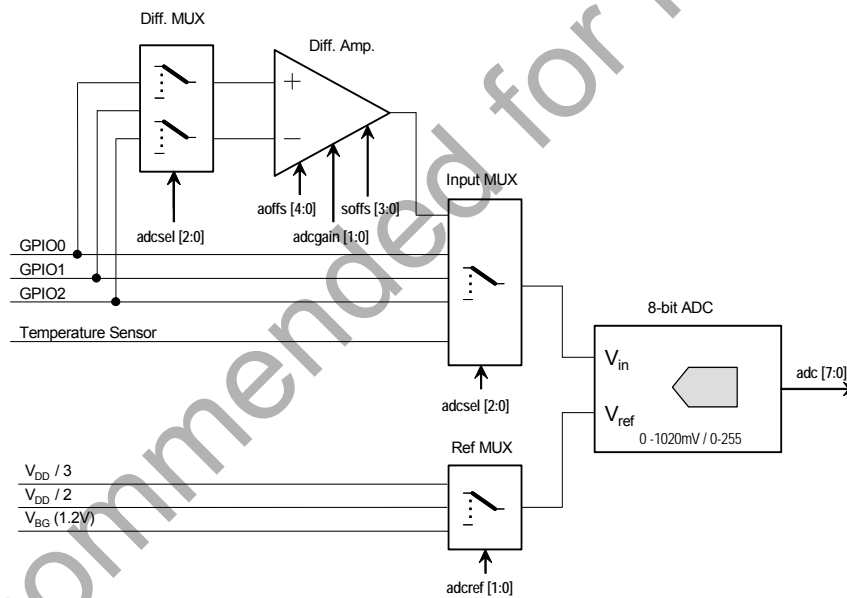 Diff. MUX
Diff. Amp.
+
–
aoffs [4:0]
soffs [3:0]
adcsel [2:0]
adcgain [1:0]
Input MUX
GPIO0
GPIO1
GPIO2
Temperature Sensor
8-bit ADC
Vin
adc [7:0]
Vref
0 -1020mV / 0-255
adcsel [2:0]
Ref MUX
VDD / 3
VDD / 2
VBG (1.2V)
adcref [1:0]
ommended for